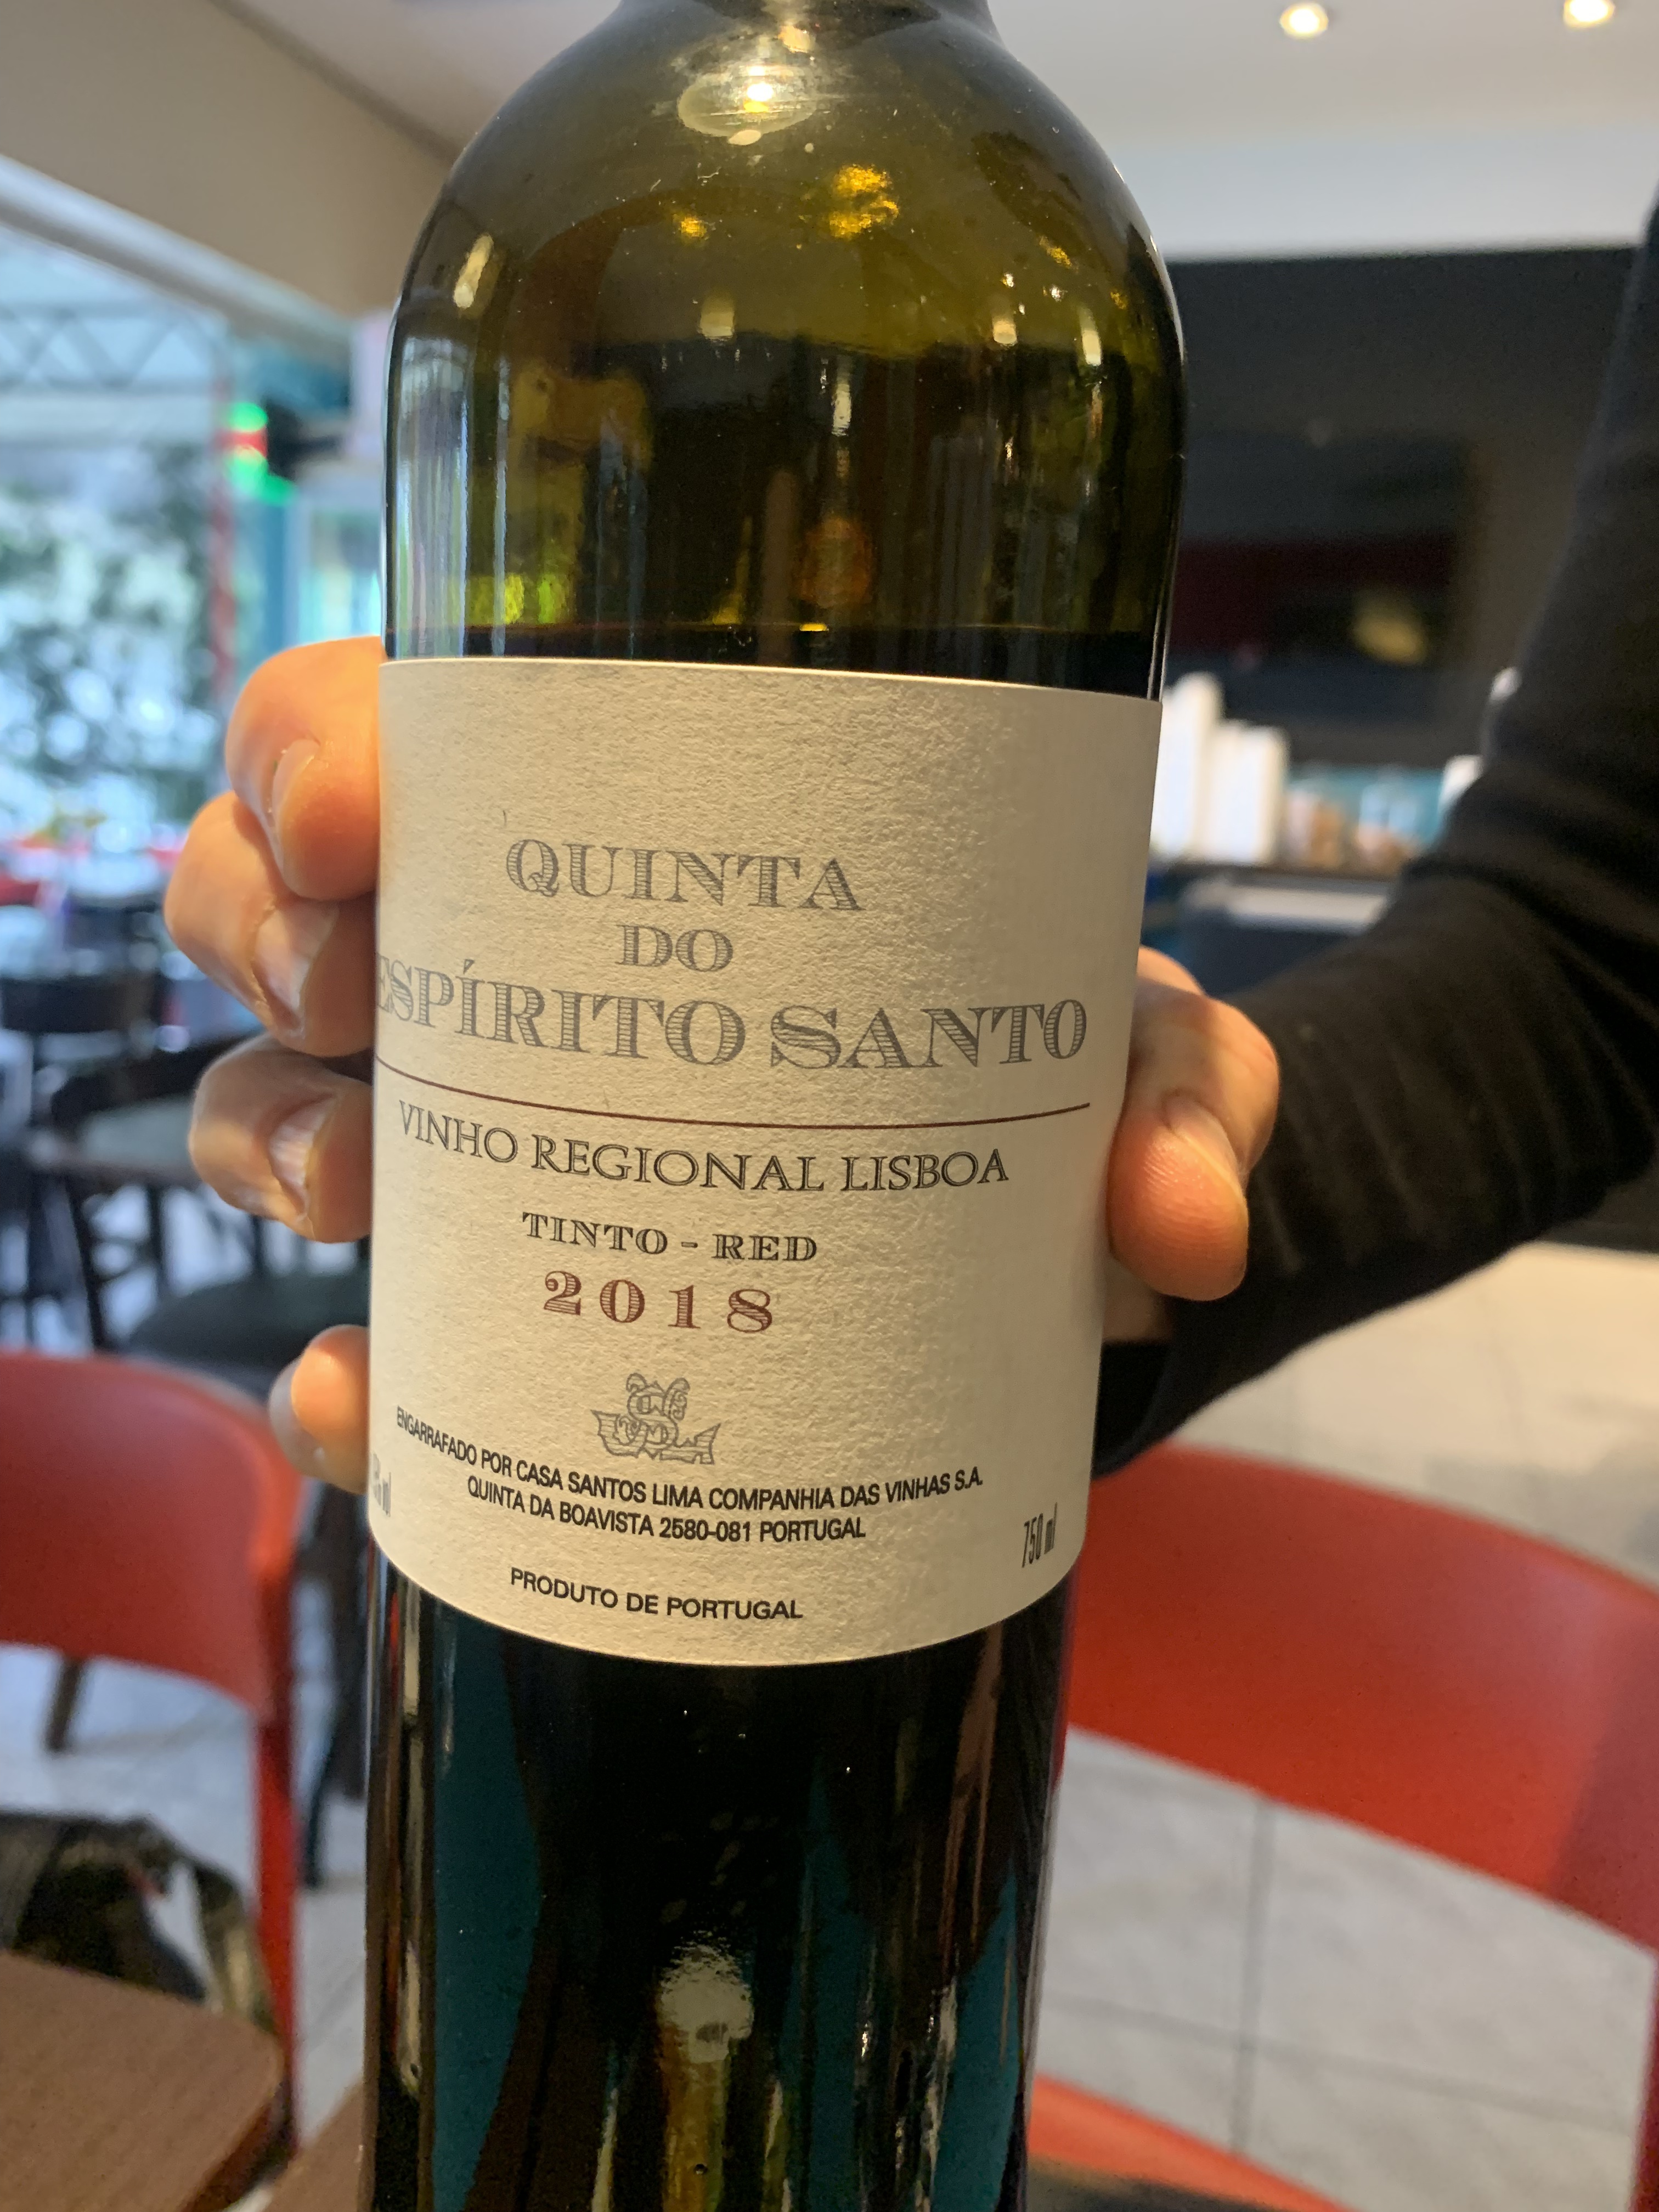 QUINTA
DO
ESPÍRITO SANTO
VINHO REGIONAL LISBOA
TINTO - RED
2018
ENGARRAFADO POR CASA SANTOS LIMA COMPANHIA DAS VINHAS S.A.
QUINTA DA BOAVISTA 2580-081 PORTUGAL
750 ml
PRODUTO DE PORTUGAL